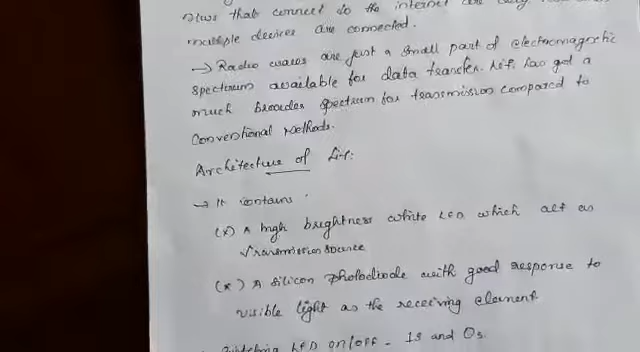 that connect to the internet
multiple devices are connected.
→ Radio waves are just a small part of electromagnetic
spectrum available for data transfer. Li-Fi has got a
much broader spectrum for transmission compared to
conventional methods.
Architecture of Li-Fi:
→ It contains .
(x) A high brightness white LED which act as
transmission source
(x) A silicon photodiode with good response to
visible light as the receiving element
LED on/off - 1s and 0s.